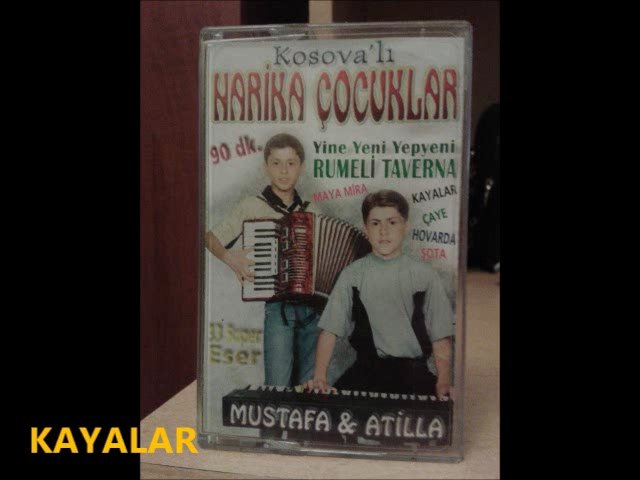 Kosova'lı
HARİKA ÇOCUKLAR
90 dk.
Yine Yeni Yepyeni
RUMELİ TAVERNA
MAYA MİRA
KAYALAR
ÇAYE
HOVARDA
ŞOTA
Super
Eser
MUSTAFA & ATİLLA
KAYALAR